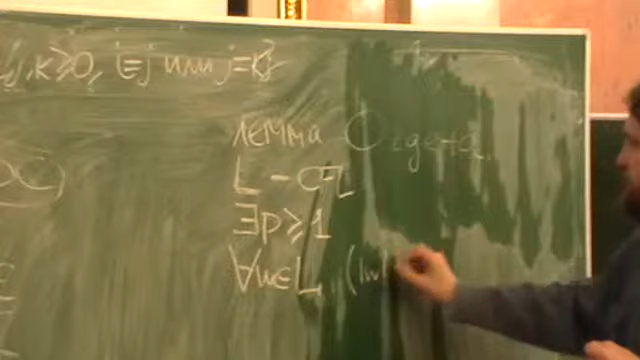 , k≥0, i=j или j=k}
Лемма Огдена
L - CFL
∃p≥1
∀w∈L, (|w|